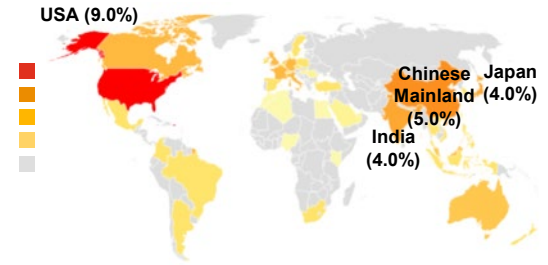 USA (9.0%)
Chinese
Mainland
(5.0%)
Japan
(4.0%)
India
(4.0%)